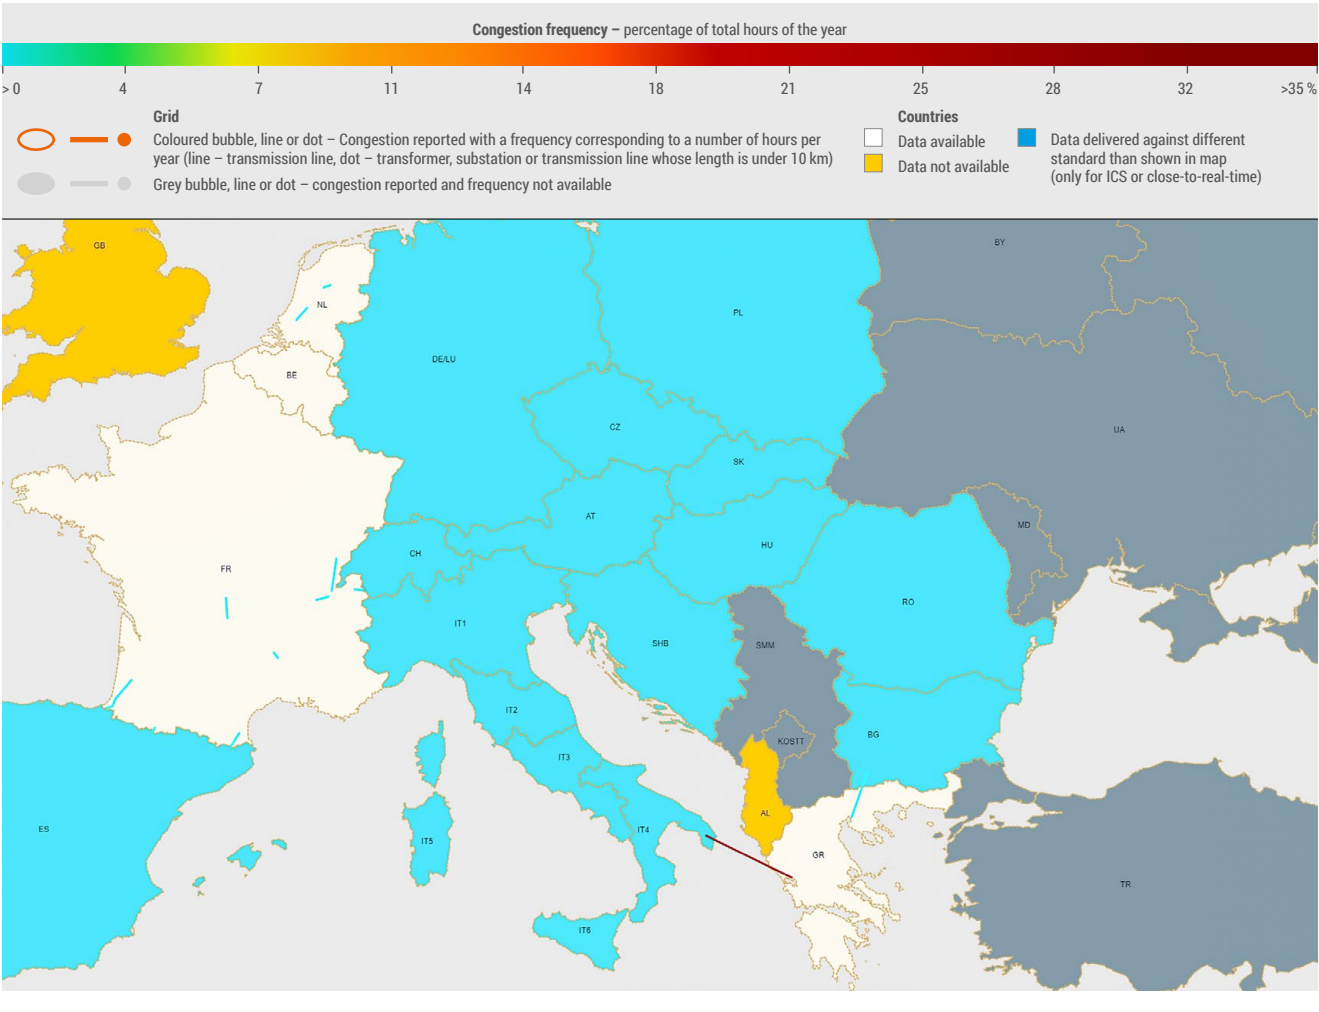 Congestion frequency – percentage of total hours of the year
> 0 4 7 11 14 18 21 25 28 32 >35 %
Grid
Coloured bubble, line or dot – Congestion reported with a frequency corresponding to a number of hours per
year (line – transmission line, dot – transformer, substation or transmission line whose length is under 10 km)
Grey bubble, line or dot – congestion reported and frequency not available
Countries
Data available
Data not available
Data delivered against different
standard than shown in map
(only for ICS or close-to-real-time)
GB
BY
NL
PL
DE/LU
BE
CZ
UA
SK
AT
MD
CH
HU
FR
RO
IT1
SHB
SMM
IT2
BG
KOSTT
IT3
AL
ES
IT4
IT5
GR
TR
IT6